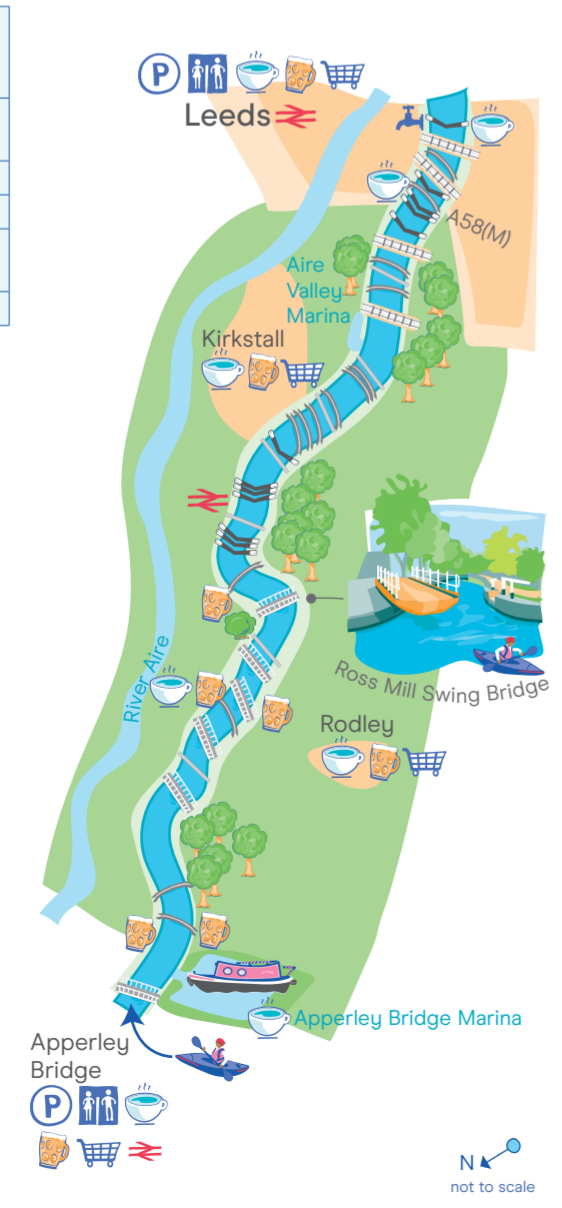 P
Leeds
A58(M)
Aire
Valley
Marina
Kirkstall
River Aire
Ross Mill Swing Bridge
Rodley
Apperley Bridge Marina
Apperley
Bridge
P
N
not to scale